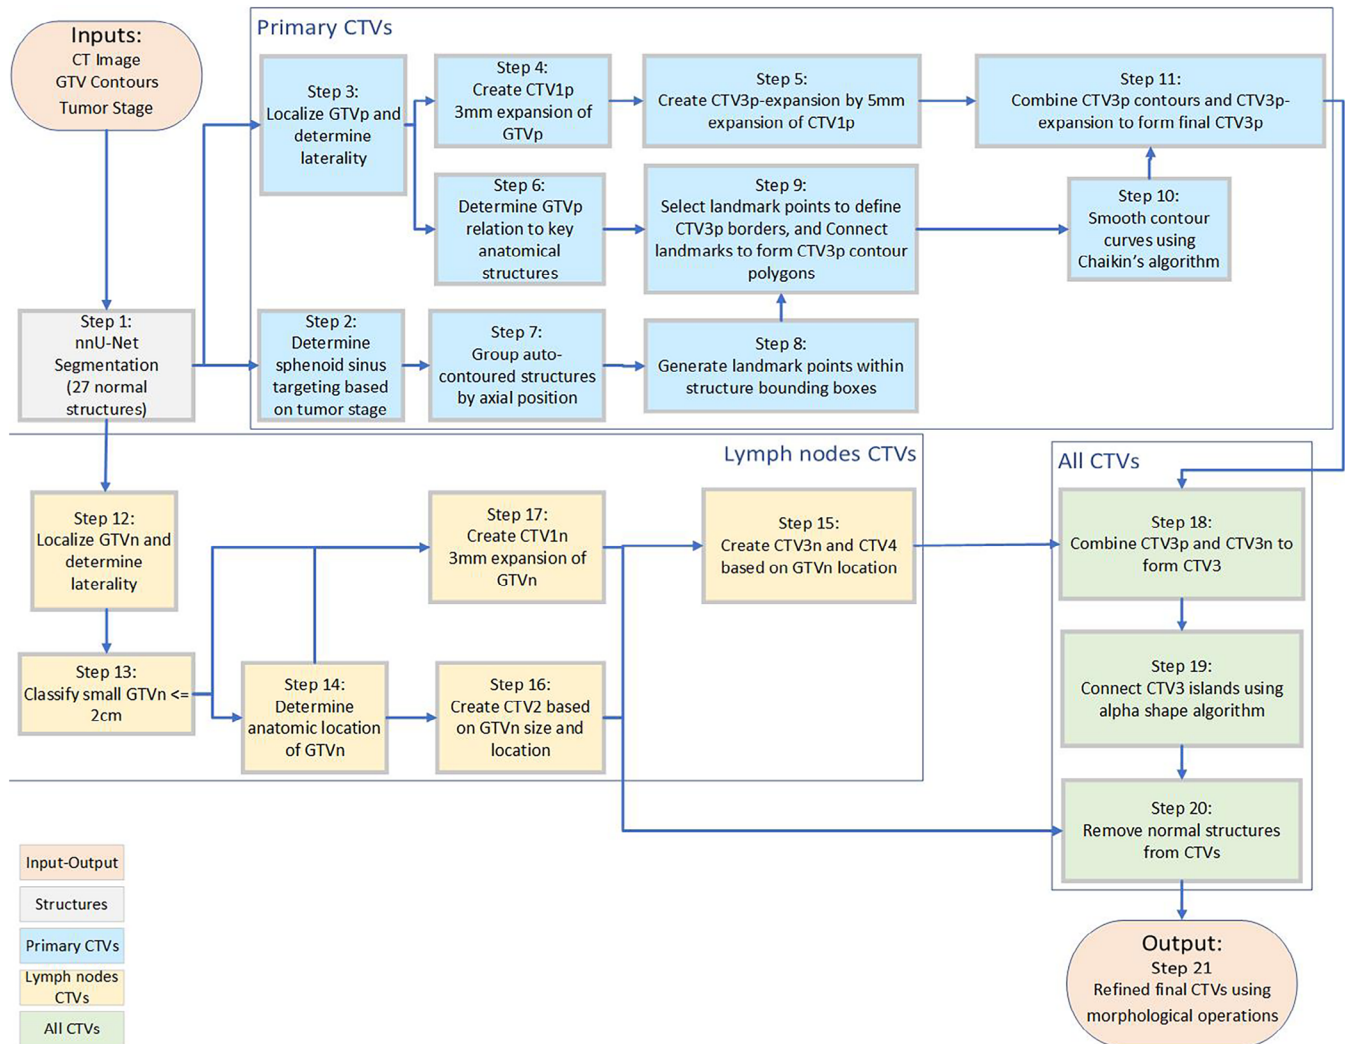 Inputs:
CT Image
GTV Contours
Tumor Stage
Primary CTVs
Step 3:
Localize GTVp and
determine
laterality
Step 4:
Create CTV1p
3mm expansion of
GTVp
Step 5:
Create CTV3p-expansion by 5mm
expansion of CTV1p
Step 11:
Combine CTV3p contours and CTV3p-
expansion to form final CTV3p
Step 6:
Determine GTVp
relation to key
anatomical
structures
Step 9:
Select landmark points to define
CTV3p borders, and Connect
landmarks to form CTV3p contour
polygons
Step 10:
Smooth contour
curves using
Chaikin's algorithm
Step 1:
nnU-Net
Segmentation
(27 normal
structures)
Step 2:
Determine
sphenoid sinus
targeting based
on tumor stage
Step 7:
Group auto-
contoured structures
by axial position
Step 8:
Generate landmark points within
structure bounding boxes
Lymph nodes CTVs
All CTVs
Step 12:
Localize GTVn and
determine
laterality
Step 17:
Create CTV1n
3mm expansion of
GTVn
Step 15:
Create CTV3n and CTV4
based on GTVn location
Step 18:
Combine CTV3p and CTV3n to
form CTV3
Step 13:
Classify small GTVn <=
2cm
Step 14:
Determine
anatomic location
of GTVn
Step 16:
Create CTV2 based
on GTVn size and
location
Step 19:
Connect CTV3 islands using
alpha shape algorithm
Step 20:
Remove normal structures
from CTVs
Input-Output
Structures
Primary CTVs
Lymph nodes
CTVs
All CTVs
Output:
Step 21
Refined final CTVs using
morphological operations